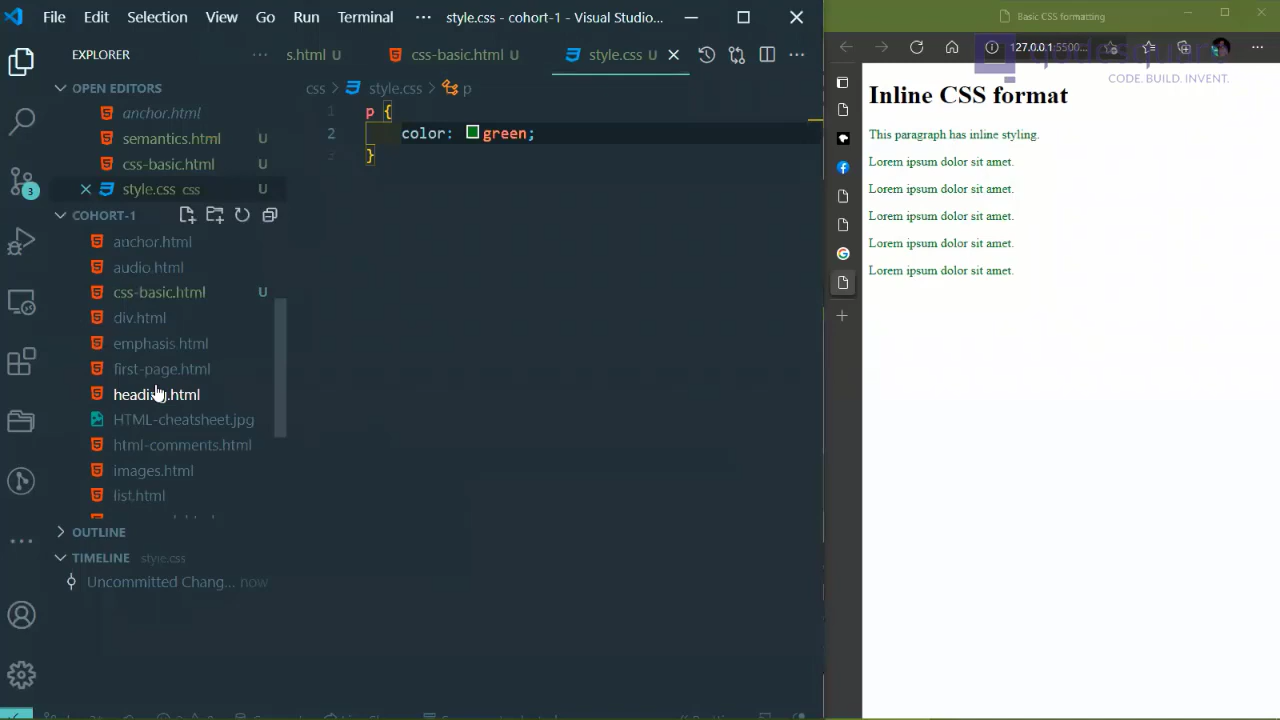 File Edit Selection View Go Run Terminal ··· style.css - cohort-1 - Visual Studio...
EXPLORER
s.html U
css-basic.html U
style.css U
OPEN EDITORS
anchor.html
semantics.html U
css-basic.html U
style.css css U
COHORT-1
anchor.html
audio.html
css-basic.html U
div.html
emphasis.html
first-page.html
heading.html
HTML-cheatsheet.jpg
html-comments.html
images.html
list.html
OUTLINE
TIMELINE style.css
Uncommitted Chang... now
3
css > style.css > p
1 p {
2 color: green;
}
Basic CSS formatting
127.0.0.1:5500...
CODE. BUILD. INVENT.
Inline CSS format
This paragraph has inline styling.
Lorem ipsum dolor sit amet.
Lorem ipsum dolor sit amet.
Lorem ipsum dolor sit amet.
Lorem ipsum dolor sit amet.
Lorem ipsum dolor sit amet.